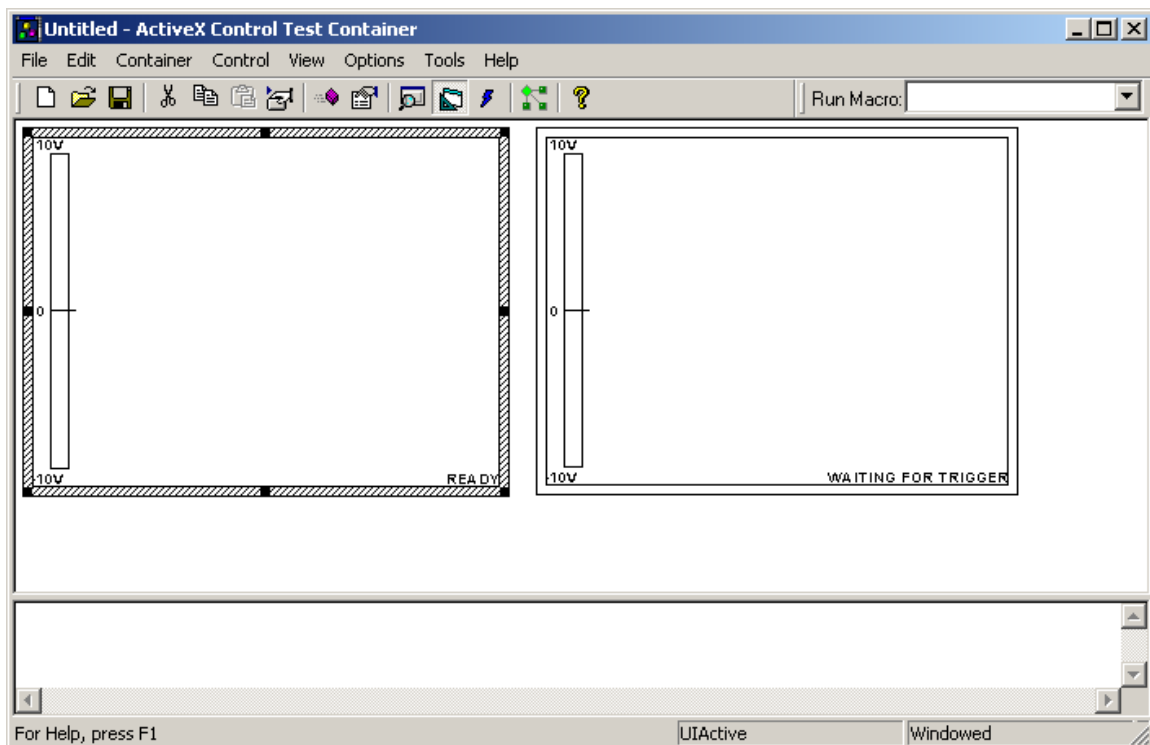 Untitled - ActiveX Control Test Container
File Edit Container Control View Options Tools Help
Run Macro:
10V
0
-10V
READY
10V
0
-10V
WAITING FOR TRIGGER
For Help, press F1
UIActive
Windowed